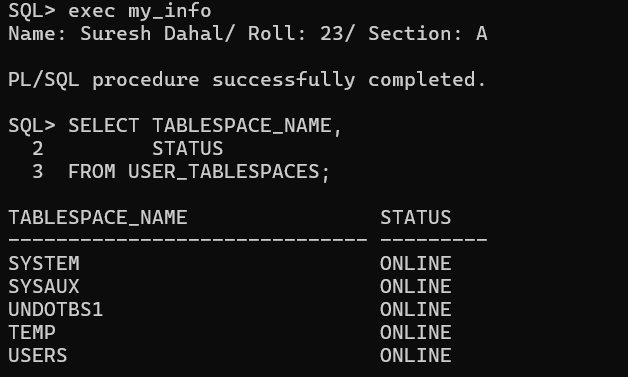 SQL> exec my_info
Name: Suresh Dahal/ Roll: 23/ Section: A

PL/SQL procedure successfully completed.

SQL> SELECT TABLESPACE_NAME,
  2         STATUS
  3  FROM USER_TABLESPACES;

TABLESPACE_NAME                STATUS
------------------------------ ---------
SYSTEM                         ONLINE
SYSAUX                         ONLINE
UNDOTBS1                       ONLINE
TEMP                           ONLINE
USERS                          ONLINE